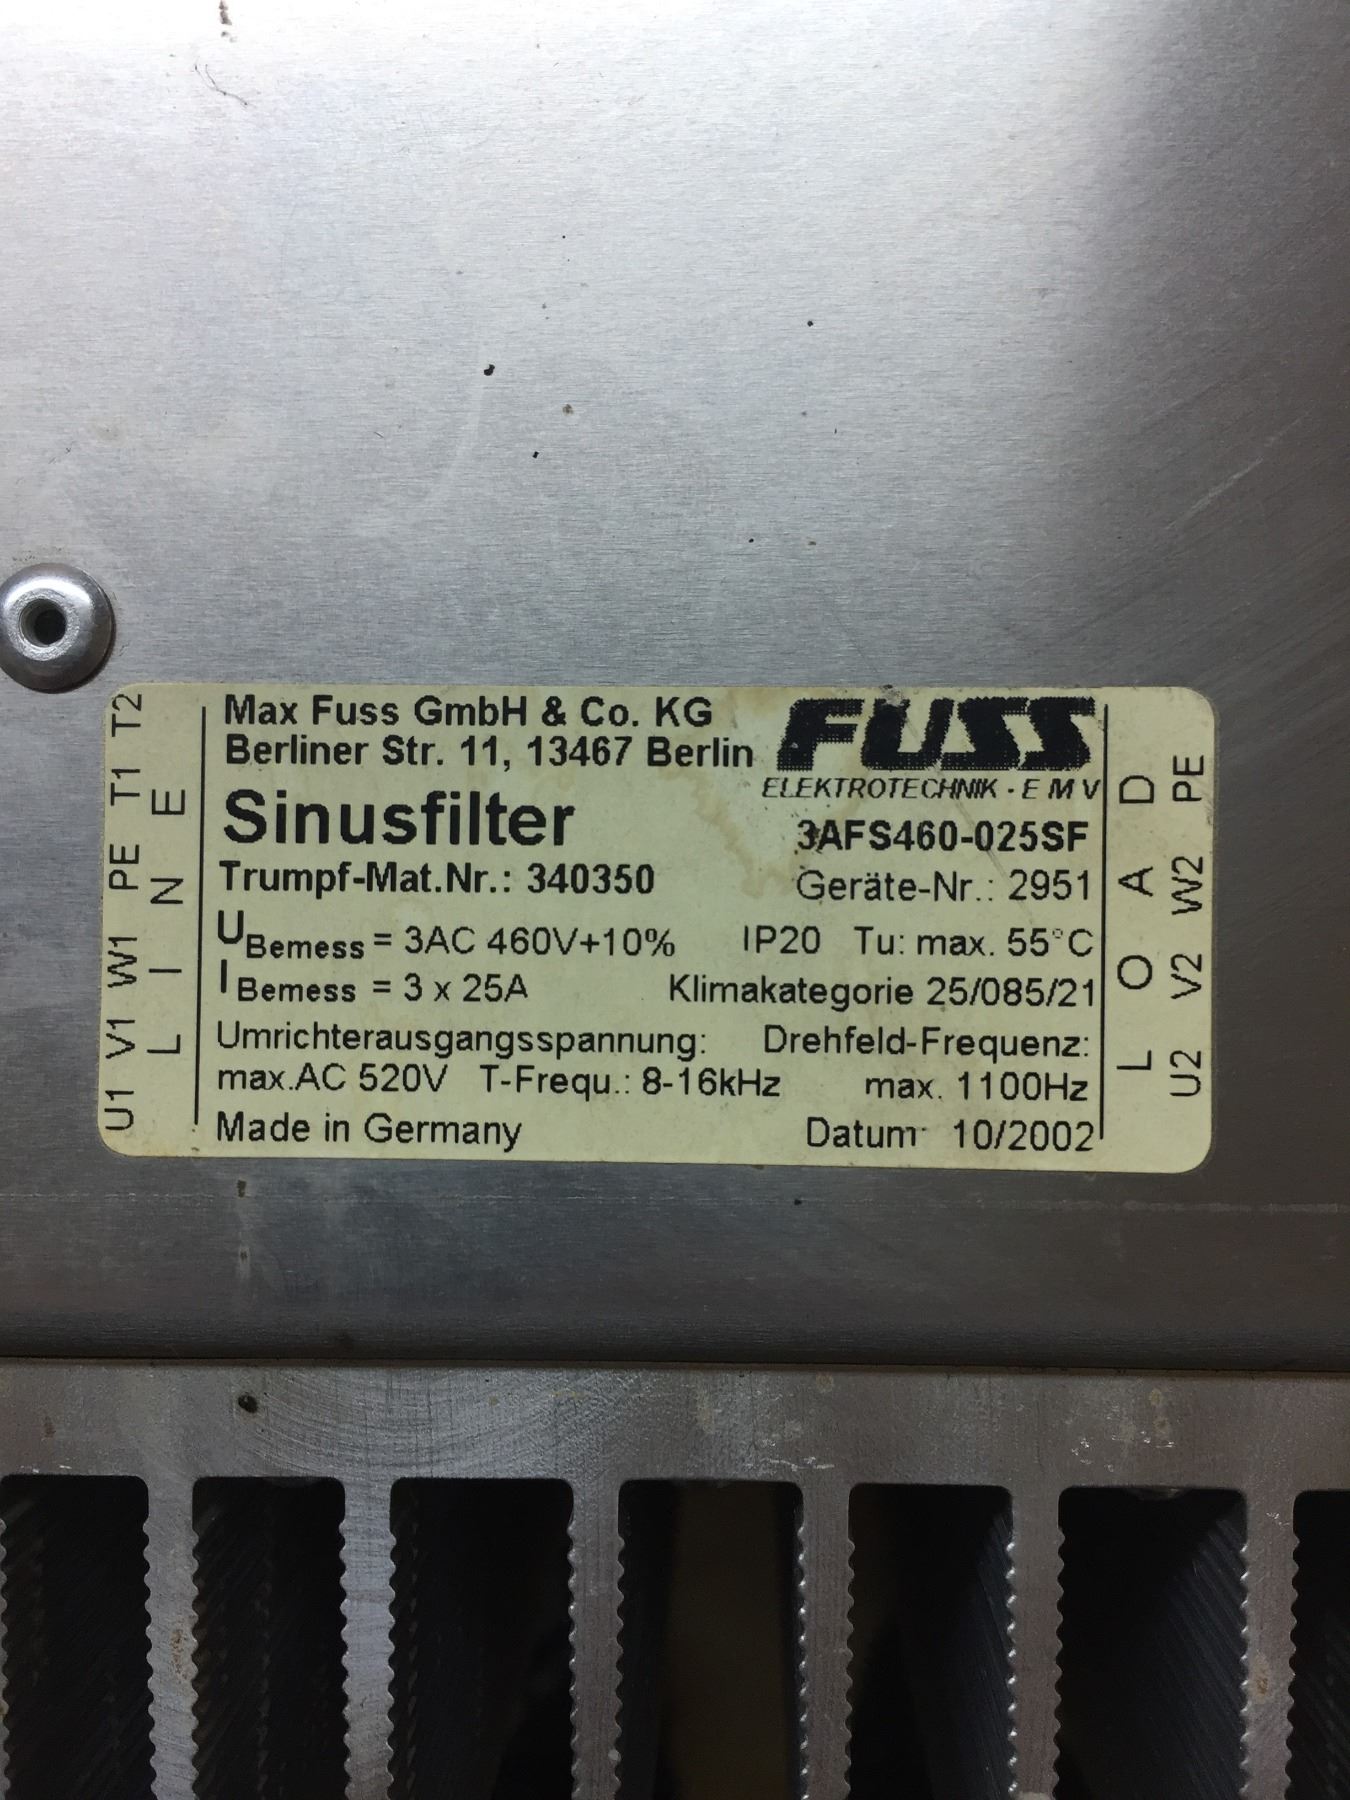 U1 V1 W1 PE T1 T2
LINE
Max Fuss GmbH & Co. KG
Berliner Str. 11, 13467 Berlin
FUSS
ELEKTROTECHNIK - EMV
Sinusfilter
3AFS460-025SF
Trumpf-Mat.Nr.: 340350
Geräte-Nr.: 2951
UBemess = 3AC 460V+10% IP20 Tu: max. 55°C
IBemess = 3 x 25A Klimakategorie 25/085/21
Umrichterausgangsspannung: Drehfeld-Frequenz:
max.AC 520V T-Frequ.: 8-16kHz max. 1100Hz
Made in Germany Datum 10/2002
LOAD
U2 V2 W2 PE